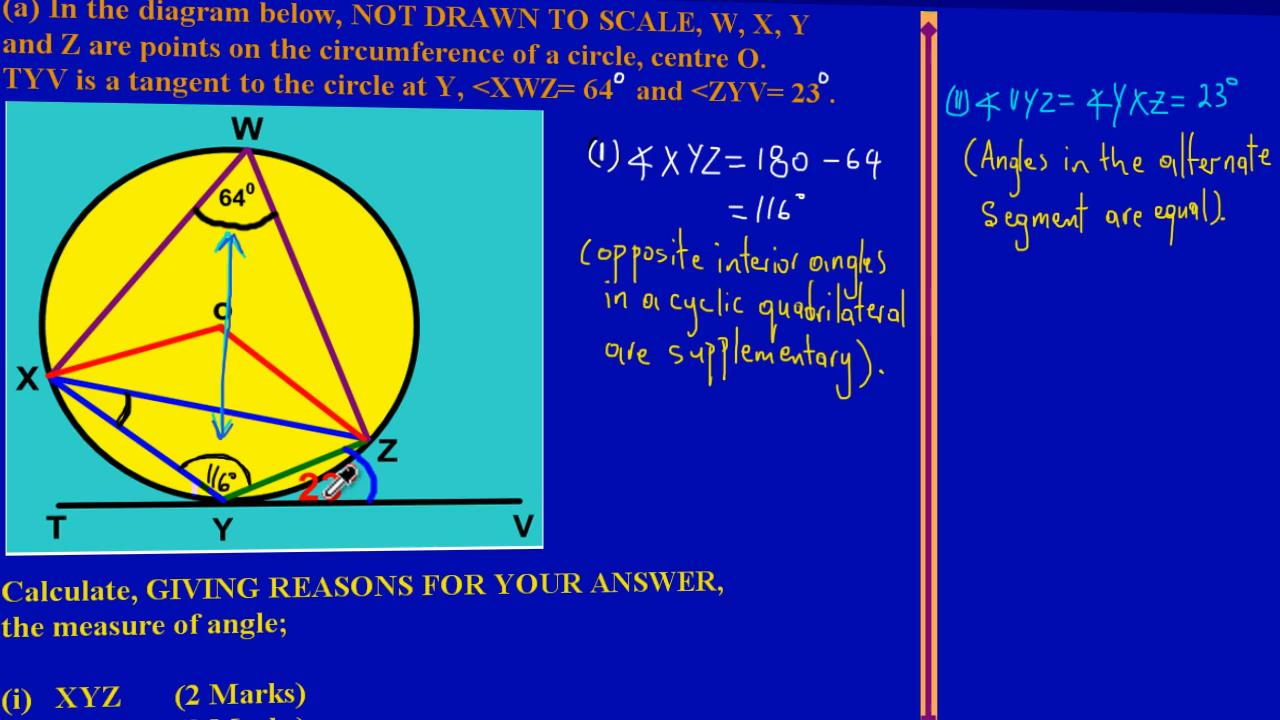 (a) In the diagram below, NOT DRAWN TO SCALE, W, X, Y
and Z are points on the circumference of a circle, centre O.
TYV is a tangent to the circle at Y, <XWZ= 64° and <ZYV= 23°.
W
64⁰
O
X
Z
116°
T
Y
V
(i) ∡XYZ = 180 - 64
= 116°
(opposite interior angles
in a cyclic quadrilateral
are supplementary).
(ii) ∡VYZ = ∡YXZ = 23°
(Angles in the alternate
Segment are equal).
Calculate, GIVING REASONS FOR YOUR ANSWER,
the measure of angle;
(i) XYZ (2 Marks)